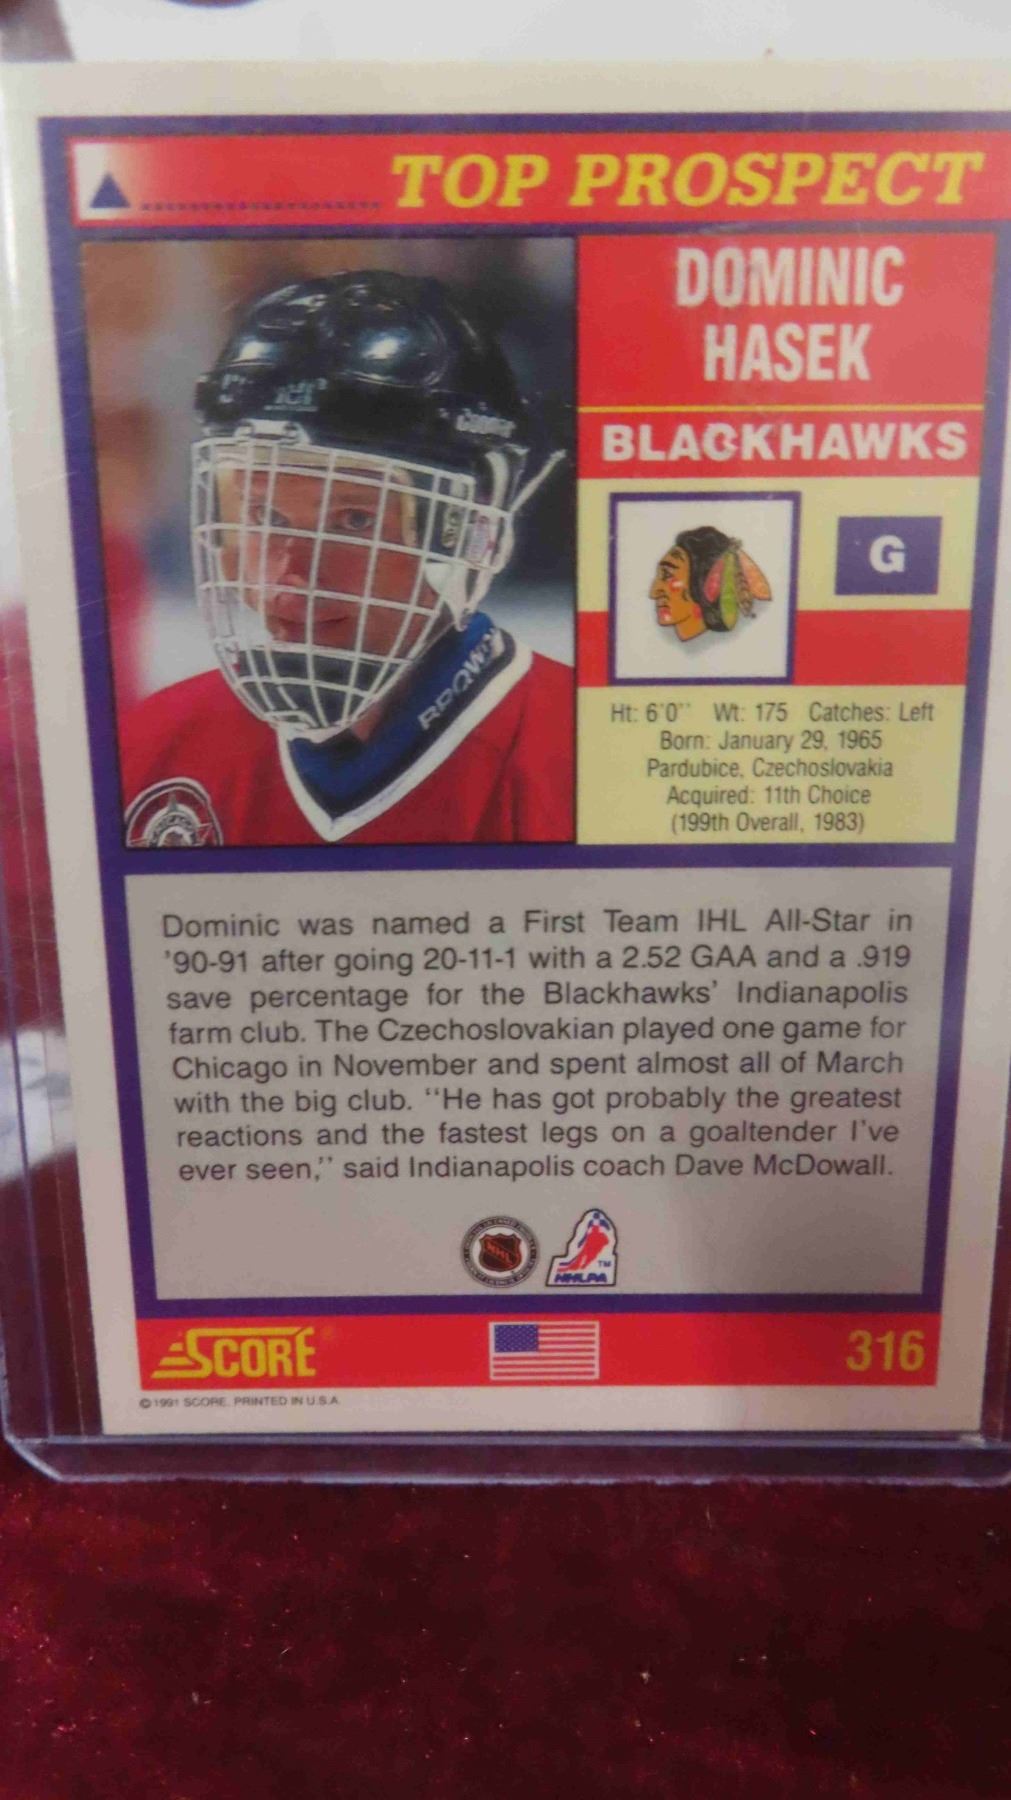 TOP PROSPECT
DOMINIC
HASEK
BLACKHAWKS
G
Ht: 6'0'' Wt: 175 Catches: Left
Born: January 29, 1965
Pardubice, Czechoslovakia
Acquired: 11th Choice
(199th Overall, 1983)
Dominic was named a First Team IHL All-Star in
'90-91 after going 20-11-1 with a 2.52 GAA and a .919
save percentage for the Blackhawks' Indianapolis
farm club. The Czechoslovakian played one game for
Chicago in November and spent almost all of March
with the big club. ''He has got probably the greatest
reactions and the fastest legs on a goaltender I've
ever seen,'' said Indianapolis coach Dave McDowall.
NHL
NHLPA TM
SCORE
316
© 1991 SCORE, PRINTED IN U.S.A.